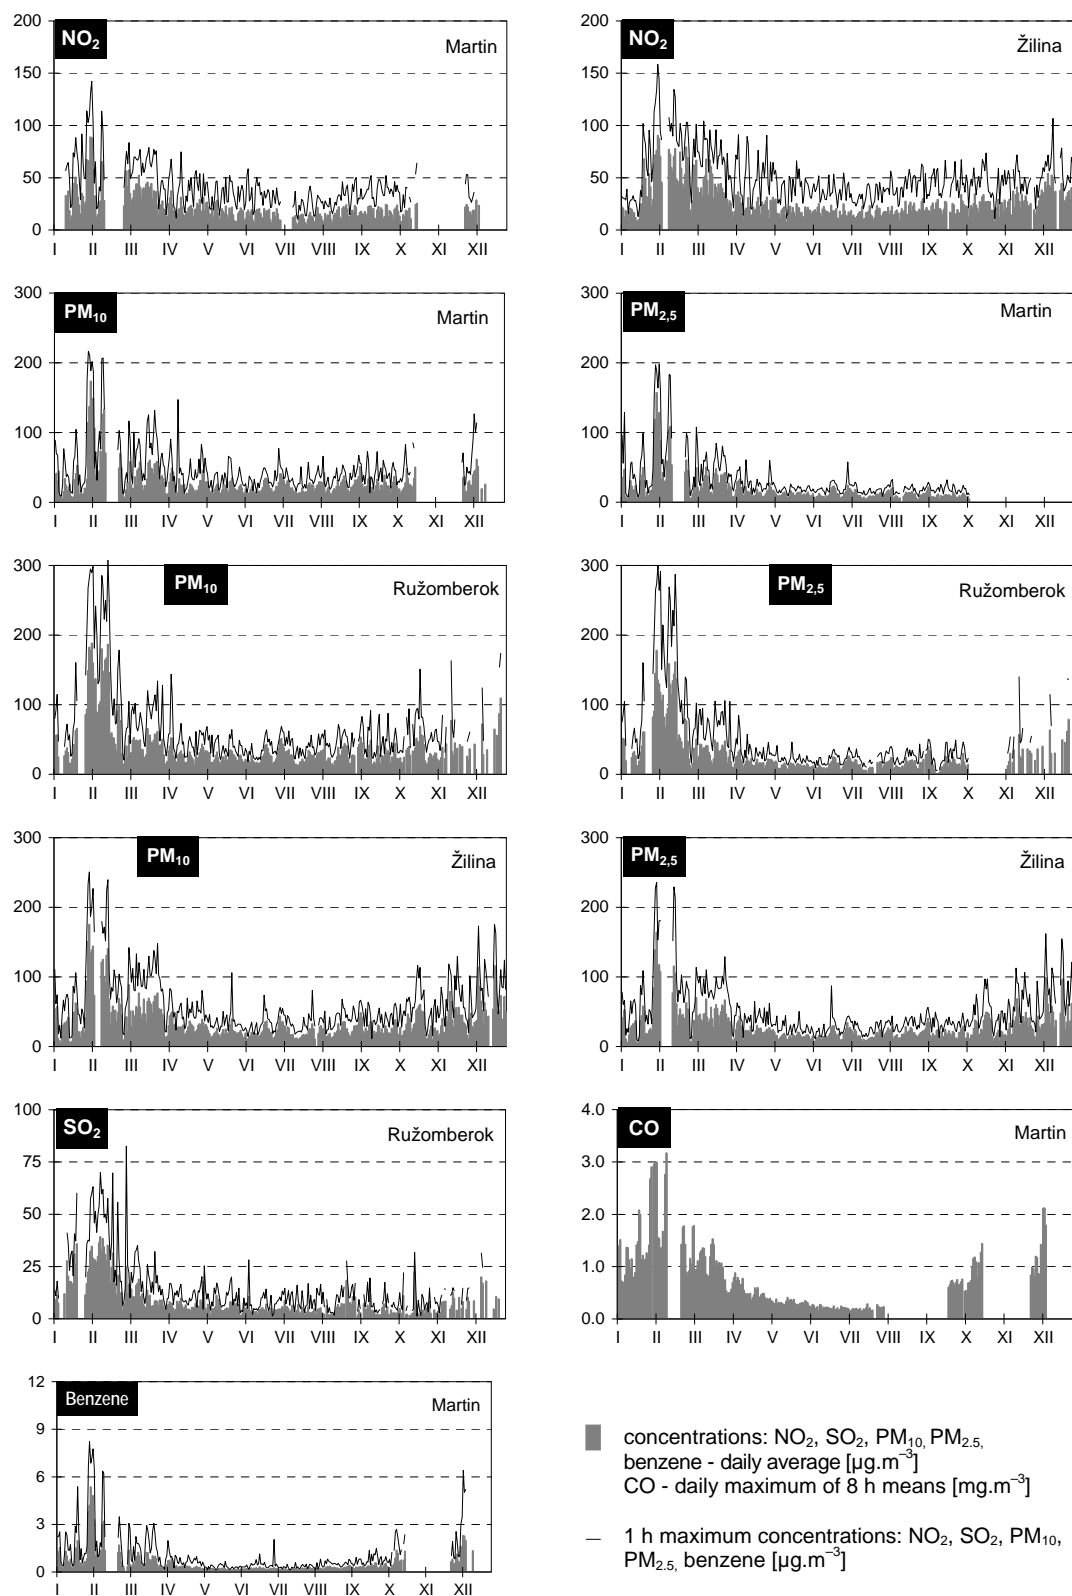 NO₂
Martin
200
150
100
50
0
I II III IV V VI VII VIII IX X XI XII
NO₂
Žilina
200
150
100
50
0
I II III IV V VI VII VIII IX X XI XII
PM₁₀
Martin
300
200
100
0
I II III IV V VI VII VIII IX X XI XII
PM₂,₅
Martin
300
200
100
0
I II III IV V VI VII VIII IX X XI XII
PM₁₀
Ružomberok
300
200
100
0
I II III IV V VI VII VIII IX X XI XII
PM₂,₅
Ružomberok
300
200
100
0
I II III IV V VI VII VIII IX X XI XII
PM₁₀
Žilina
300
200
100
0
I II III IV V VI VII VIII IX X XI XII
PM₂,₅
Žilina
300
200
100
0
I II III IV V VI VII VIII IX X XI XII
SO₂
Ružomberok
100
75
50
25
0
I II III IV V VI VII VIII IX X XI XII
CO
Martin
4.0
3.0
2.0
1.0
0.0
I II III IV V VI VII VIII IX X XI XII
Benzene
Martin
12
9
6
3
0
I II III IV V VI VII VIII IX X XI XII
concentrations: NO₂, SO₂, PM₁₀, PM₂.₅,
benzene - daily average [µg.m⁻³]
CO - daily maximum of 8 h means [mg.m⁻³]
1 h maximum concentrations: NO₂, SO₂, PM₁₀,
PM₂.₅, benzene [µg.m⁻³]